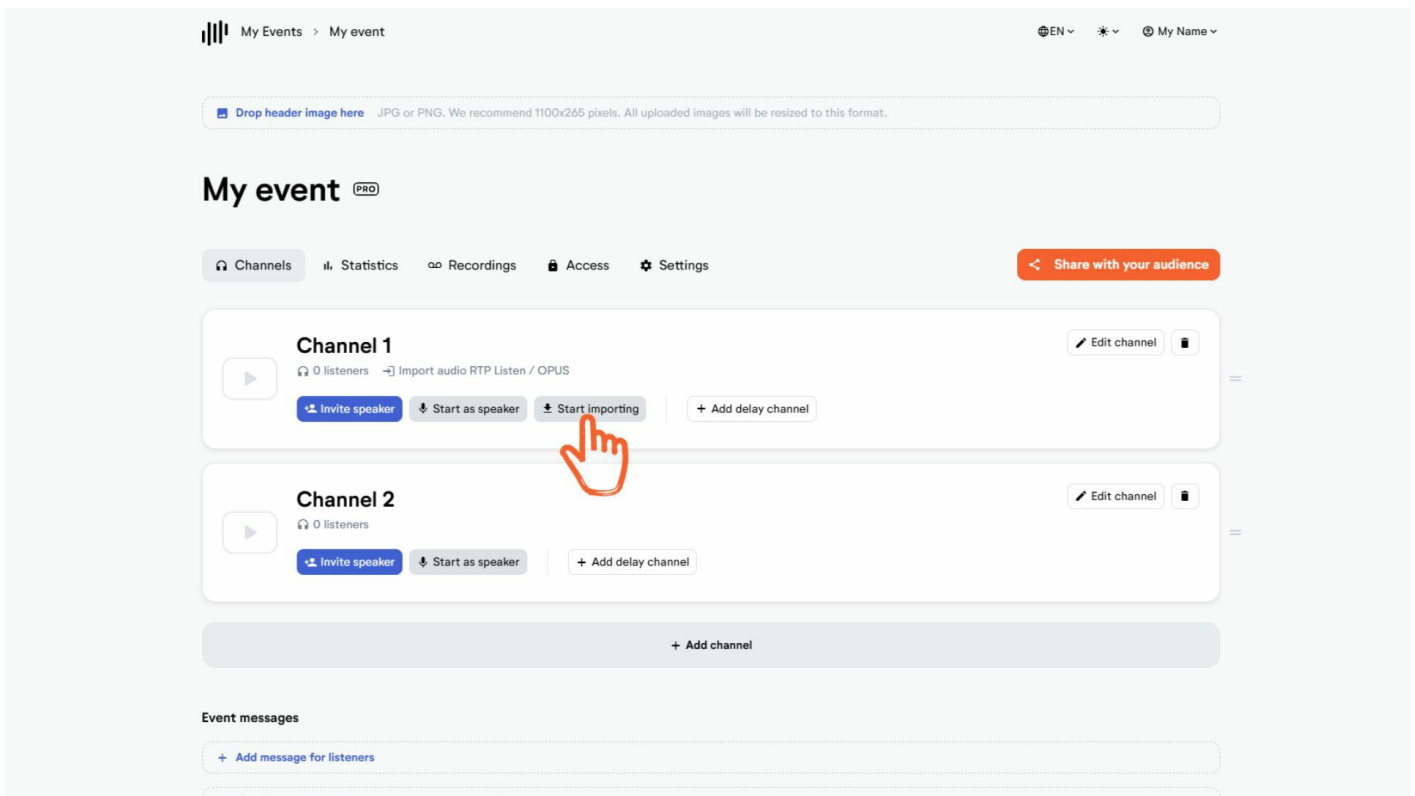 My Events > My event
EN
My Name
Drop header image here JPG or PNG. We recommend 1100x265 pixels. All uploaded images will be resized to this format.
My event PRO
Channels Statistics Recordings Access Settings
Share with your audience
Channel 1
Edit channel
0 listeners Import audio RTP Listen / OPUS
Invite speaker Start as speaker Start importing + Add delay channel
Channel 2
Edit channel
0 listeners
Invite speaker Start as speaker + Add delay channel
+ Add channel
Event messages
+ Add message for listeners